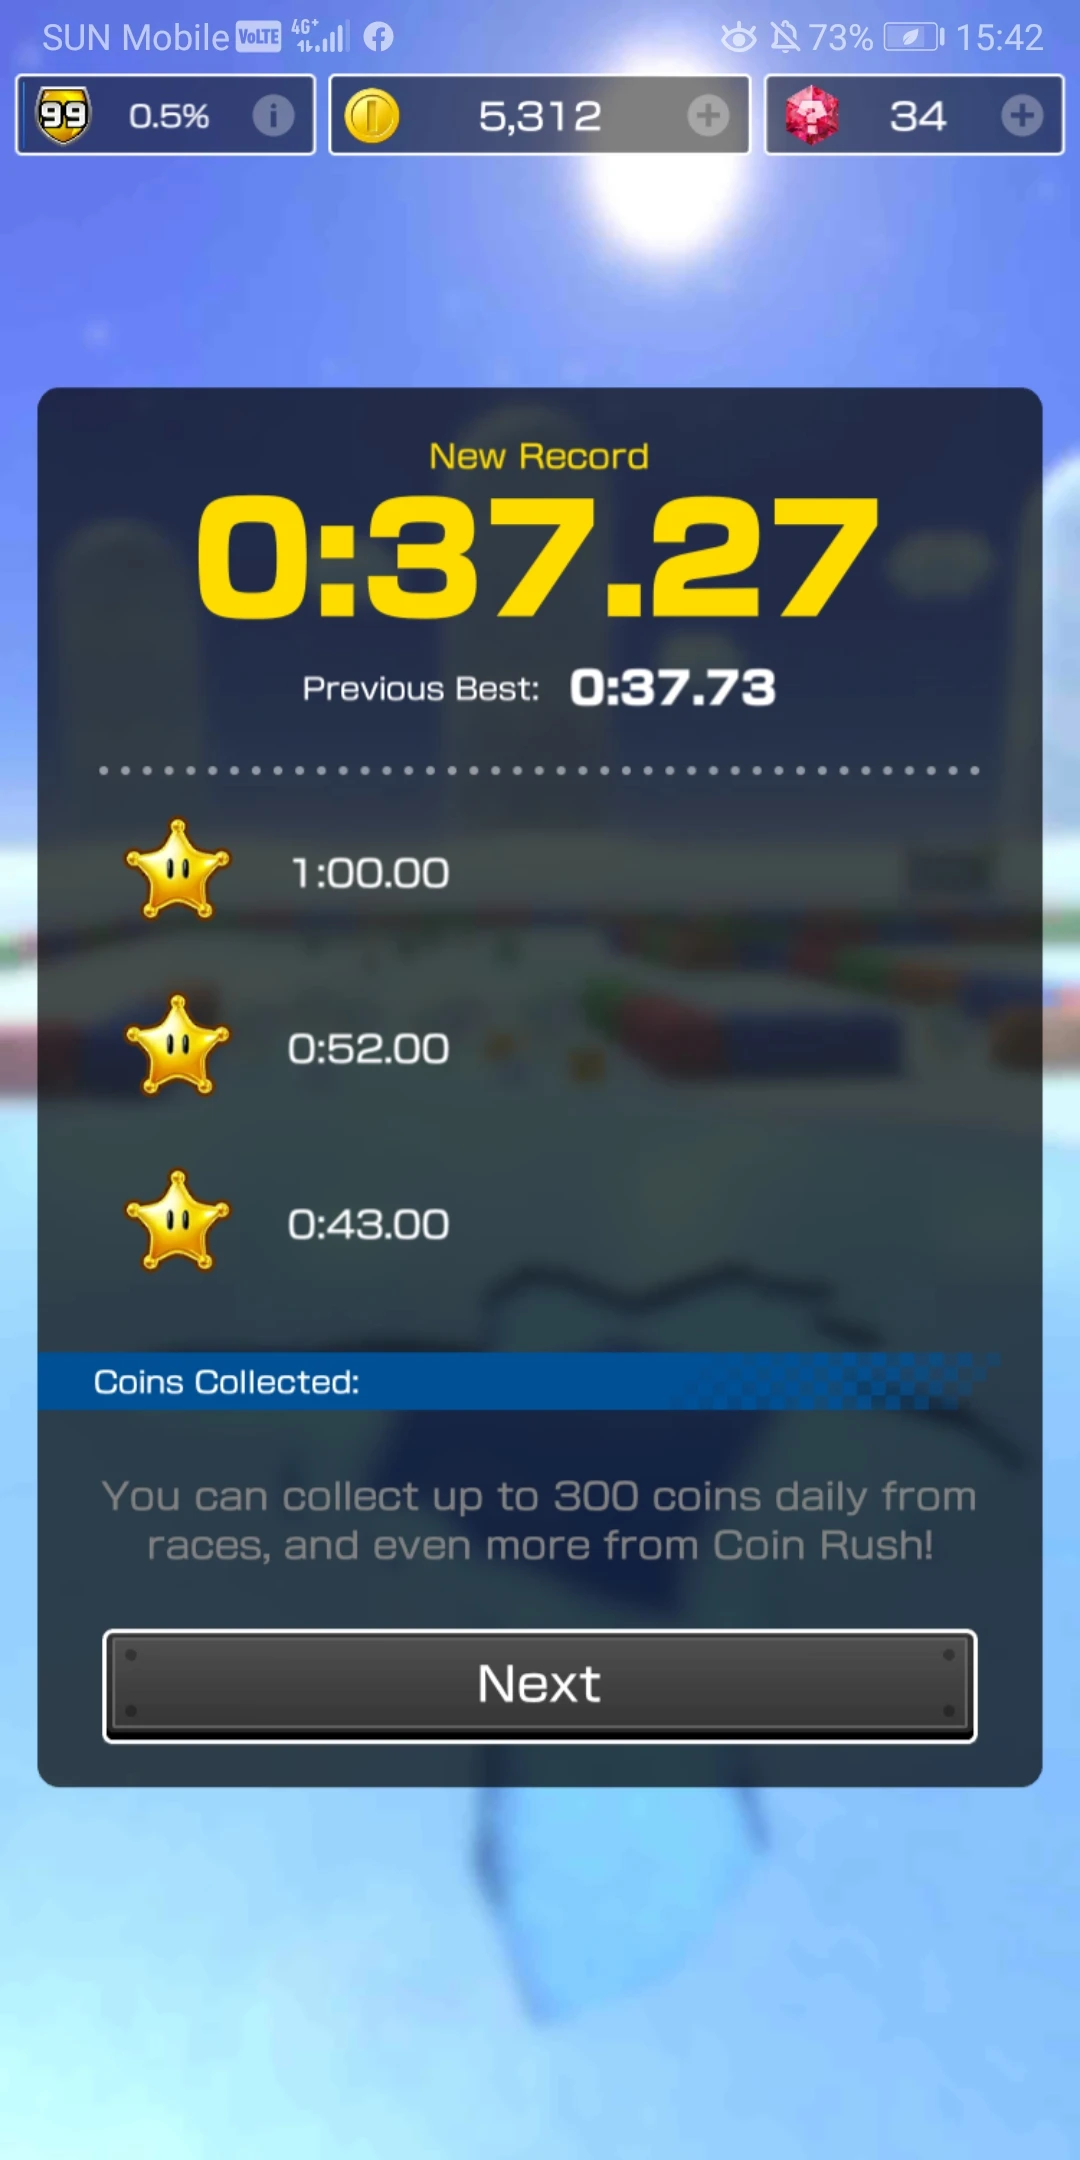 SUN Mobile VoLTE 4G+ 73% 15:42
99 0.5% i 5,312 + ? 34 +
New Record
0:37.27
Previous Best: 0:37.73
1:00.00
0:52.00
0:43.00
Coins Collected:
You can collect up to 300 coins daily from
races, and even more from Coin Rush!
Next